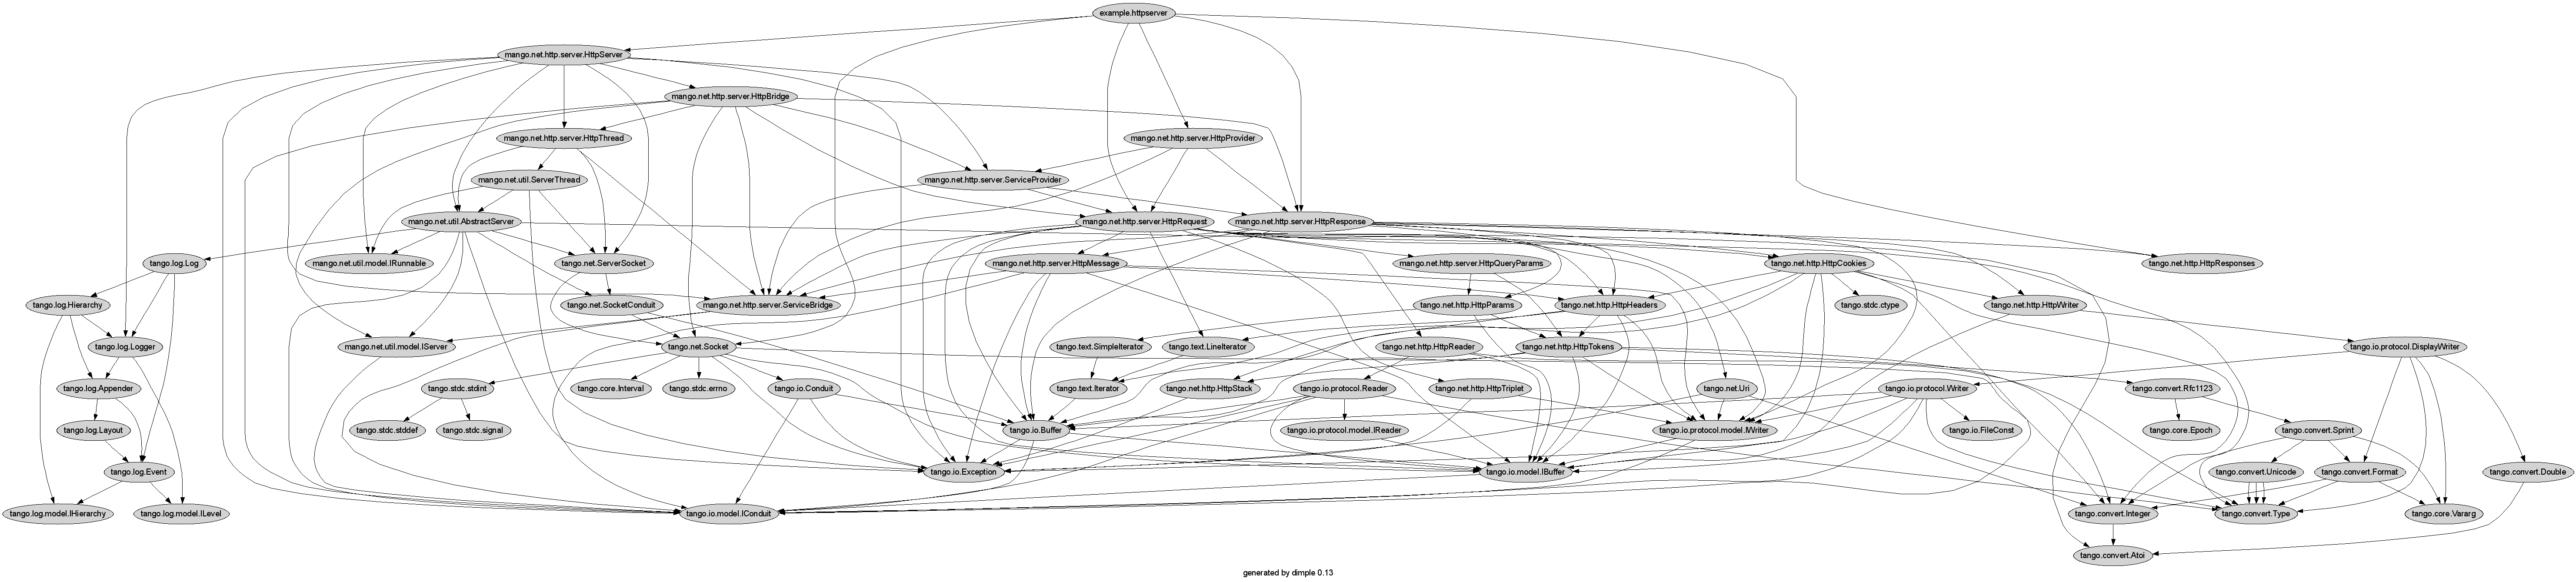 example.httpserver
mango.net.http.server.HttpServer
mango.net.http.server.HttpBridge
mango.net.http.server.HttpThread
mango.net.http.server.HttpProvider
mango.net.util.ServerThread
mango.net.http.server.ServiceProvider
mango.net.util.AbstractServer
mango.net.http.server.HttpRequest
mango.net.http.server.HttpResponse
tango.log.Log
mango.net.util.model.IRunnable
tango.net.ServerSocket
mango.net.http.server.HttpMessage
mango.net.http.server.HttpQueryParams
tango.net.http.HttpCookies
tango.net.http.HttpResponses
tango.log.Hierarchy
tango.net.SocketConduit
mango.net.http.server.ServiceBridge
tango.net.http.HttpParams
tango.net.http.HttpHeaders
tango.stdc.ctype
tango.net.http.HttpWriter
tango.log.Logger
mango.net.util.model.IServer
tango.net.Socket
tango.text.SimpleIterator
tango.text.LineIterator
tango.net.http.HttpReader
tango.net.http.HttpTokens
tango.io.protocol.DisplayWriter
tango.log.Appender
tango.stdc.stdint
tango.core.Interval
tango.stdc.errno
tango.io.Conduit
tango.text.Iterator
tango.net.http.HttpStack
tango.io.protocol.Reader
tango.net.http.HttpTriplet
tango.net.Uri
tango.io.protocol.Writer
tango.convert.Rfc1123
tango.log.Layout
tango.stdc.stddef
tango.stdc.signal
tango.io.Buffer
tango.io.protocol.model.IReader
tango.io.protocol.model.IWriter
tango.io.FileConst
tango.core.Epoch
tango.convert.Sprint
tango.log.Event
tango.io.Exception
tango.io.model.IBuffer
tango.convert.Unicode
tango.convert.Format
tango.convert.Double
tango.log.model.IHierarchy
tango.log.model.ILevel
tango.io.model.IConduit
tango.convert.Integer
tango.convert.Type
tango.core.Vararg
tango.convert.Atoi
generated by dimple 0.13